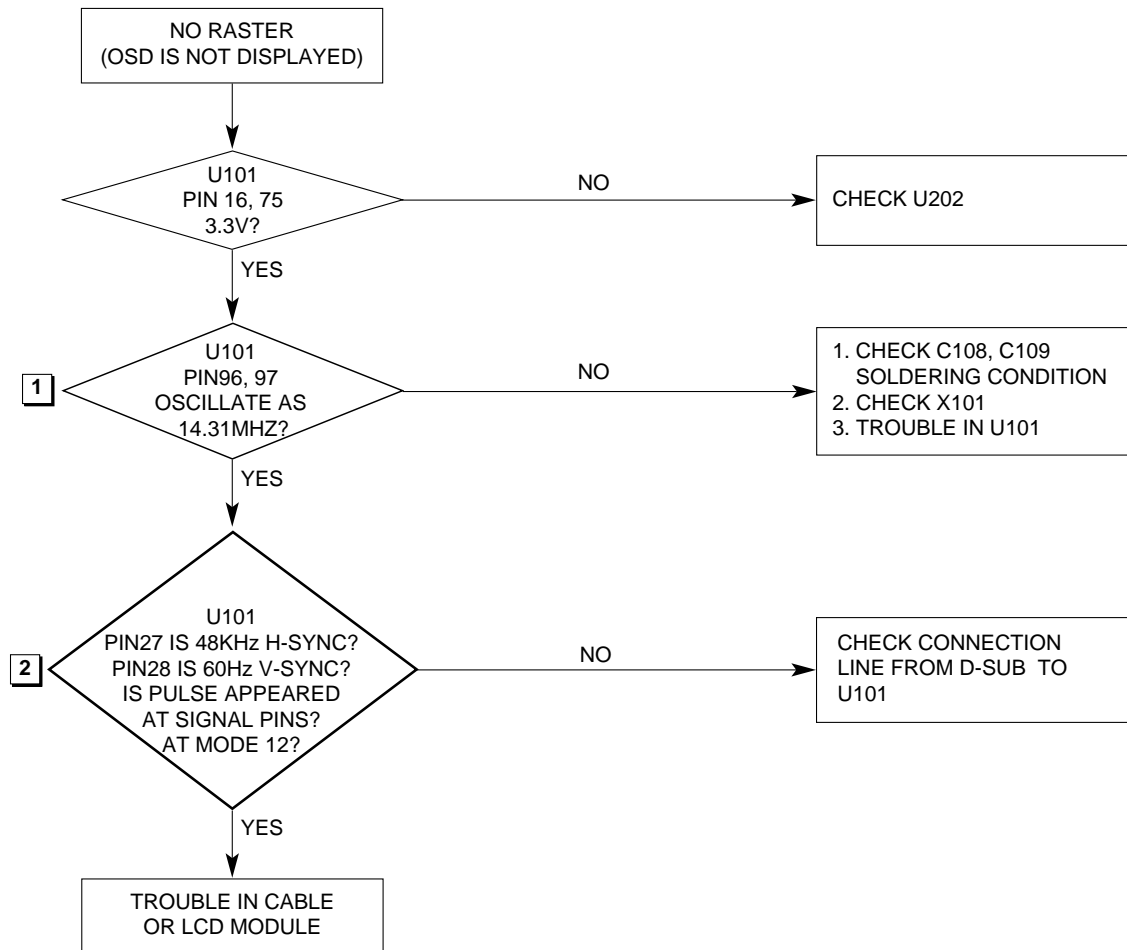 NO RASTER
(OSD IS NOT DISPLAYED)
U101
PIN 16, 75
3.3V?
NO
CHECK U202
YES
1
U101
PIN96, 97
OSCILLATE AS
14.31MHZ?
NO
1. CHECK C108, C109
SOLDERING CONDITION
2. CHECK X101
3. TROUBLE IN U101
YES
2
U101
PIN27 IS 48KHz H-SYNC?
PIN28 IS 60Hz V-SYNC?
IS PULSE APPEARED
AT SIGNAL PINS?
AT MODE 12?
NO
CHECK CONNECTION
LINE FROM D-SUB TO
U101
YES
TROUBLE IN CABLE
OR LCD MODULE